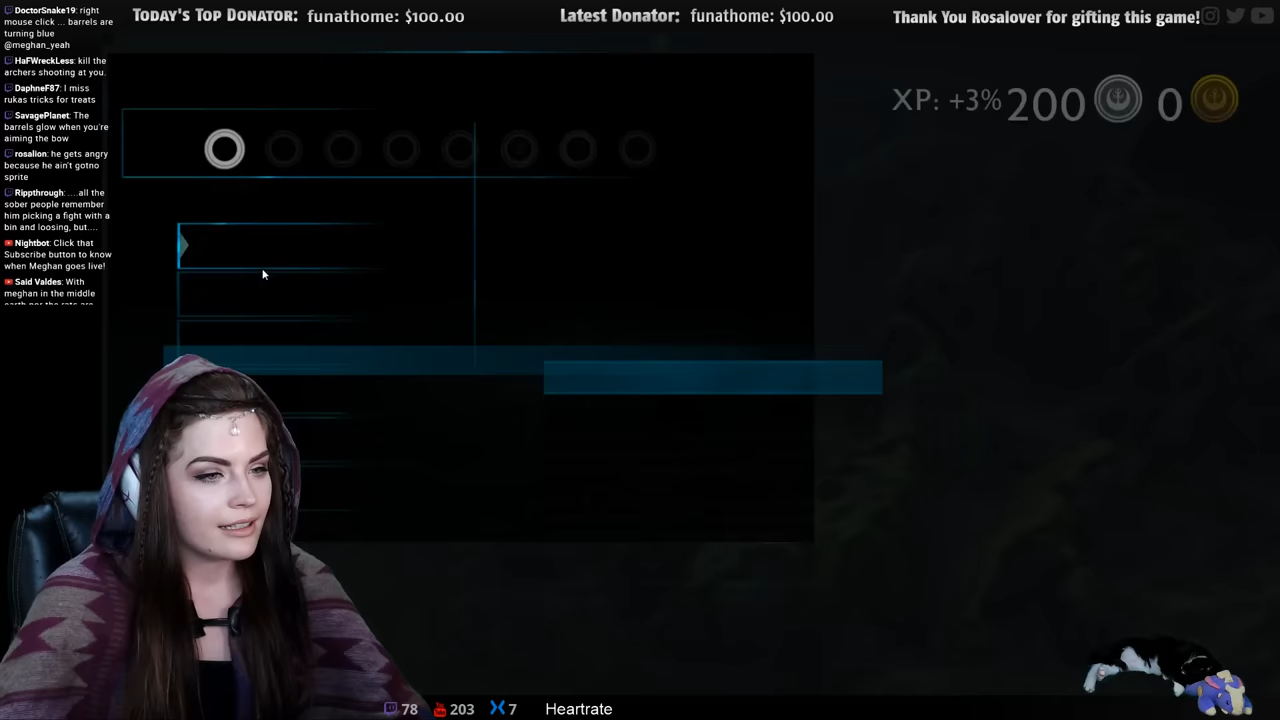 DoctorSnake19: right
mouse click ... barrels are
turning blue
@meghan_yeah
HaFWreckLess: kill the
archers shooting at you.
DaphneF87: I miss
rukas tricks for treats
SavagePlanet: The
barrels glow when you're
aiming the bow
rosalion: he gets angry
because he ain't gotno
sprite
Rippthrough: ....all the
sober people remember
him picking a fight with a
bin and loosing, but....
Nightbot: Click that
Subscribe button to know
when Meghan goes live!
Said Valdes: With
meghan in the middle
Today's Top Donator: funathome: $100.00
Latest Donator: funathome: $100.00
Thank You Rosalover for gifting this game!
XP: +3% 200 0
78 203 7 Heartrate